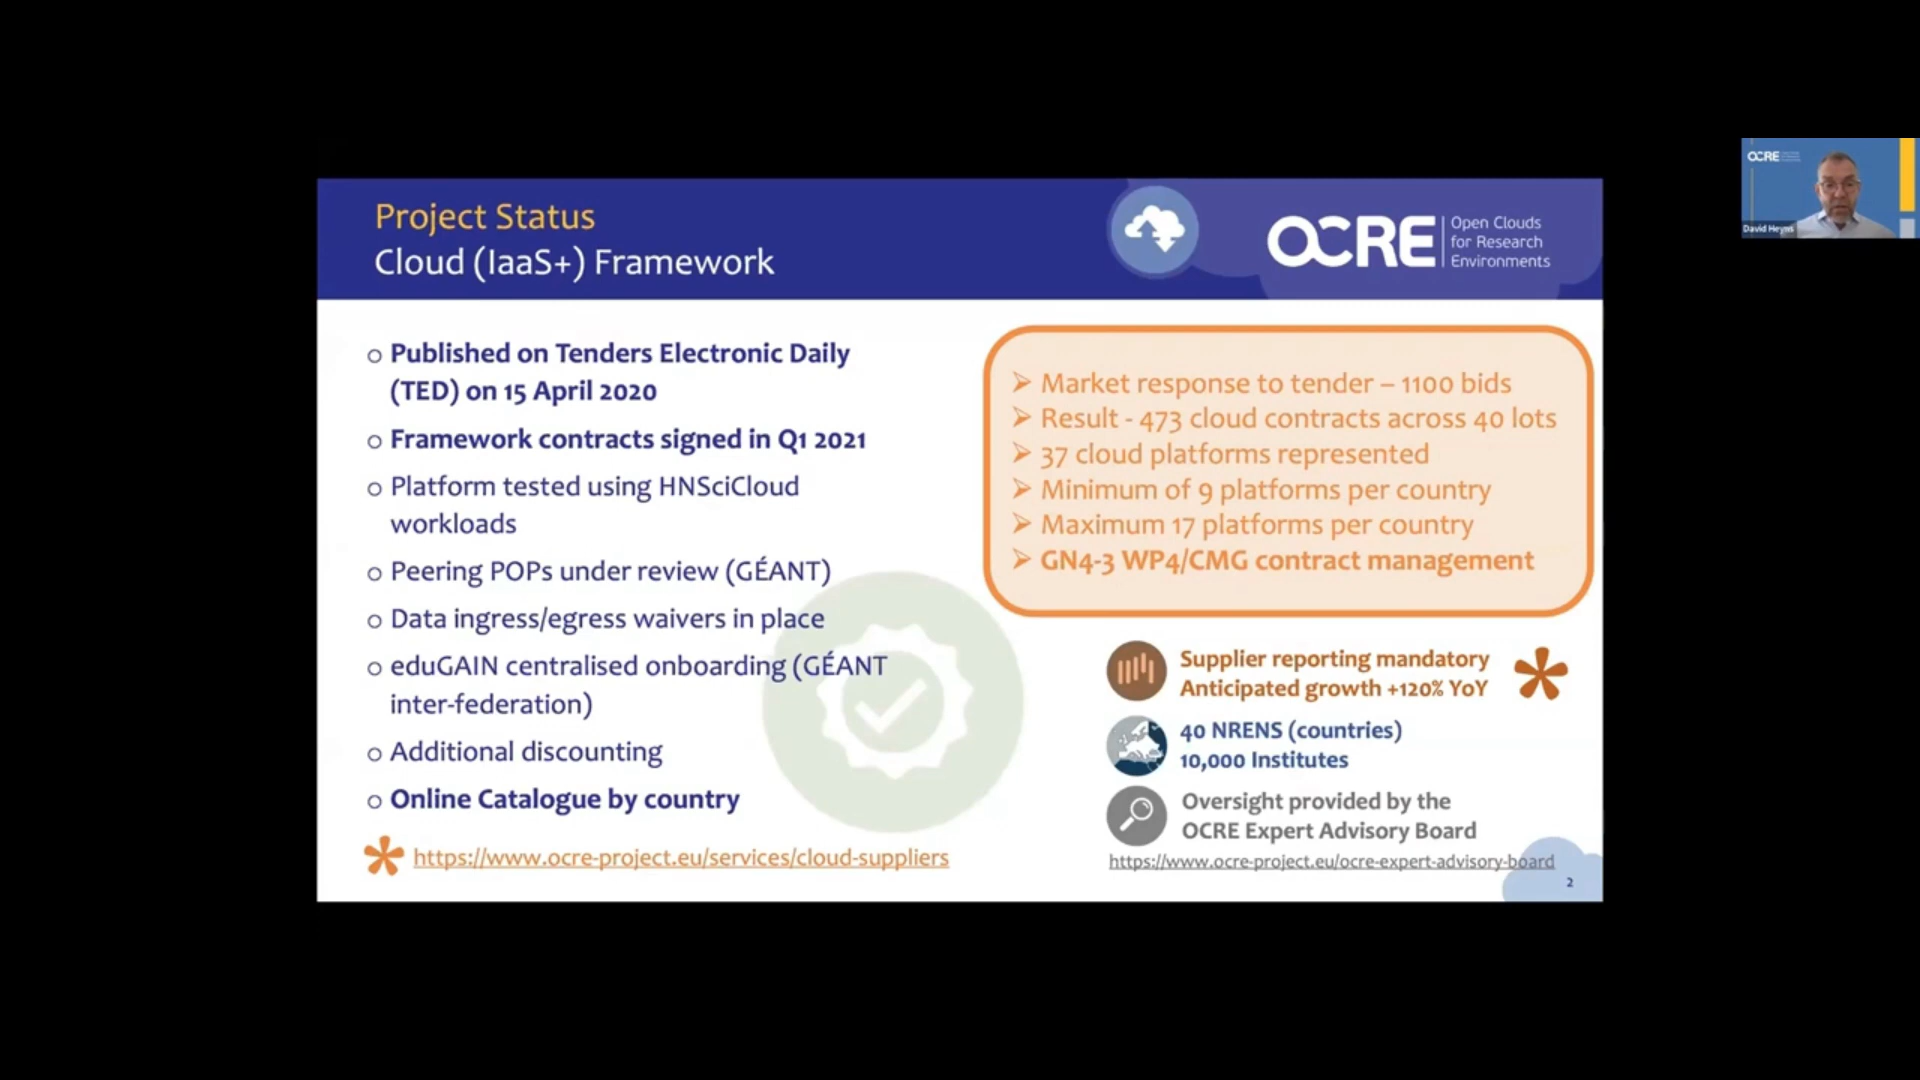 Project Status
Cloud (IaaS+) Framework
OCRE
Open Clouds
for Research
Environments
Published on Tenders Electronic Daily
(TED) on 15 April 2020
Framework contracts signed in Q1 2021
Platform tested using HNSciCloud
workloads
Peering POPs under review (GÉANT)
Data ingress/egress waivers in place
eduGAIN centralised onboarding (GÉANT
inter-federation)
Additional discounting
Online Catalogue by country
* https://www.ocre-project.eu/services/cloud-suppliers
Market response to tender – 1100 bids
Result - 473 cloud contracts across 40 lots
37 cloud platforms represented
Minimum of 9 platforms per country
Maximum 17 platforms per country
GN4-3 WP4/CMG contract management
Supplier reporting mandatory
Anticipated growth +120% YoY *
40 NRENS (countries)
10,000 Institutes
Oversight provided by the
OCRE Expert Advisory Board
https://www.ocre-project.eu/ocre-expert-advisory-board
2
OCRE
David Heyns